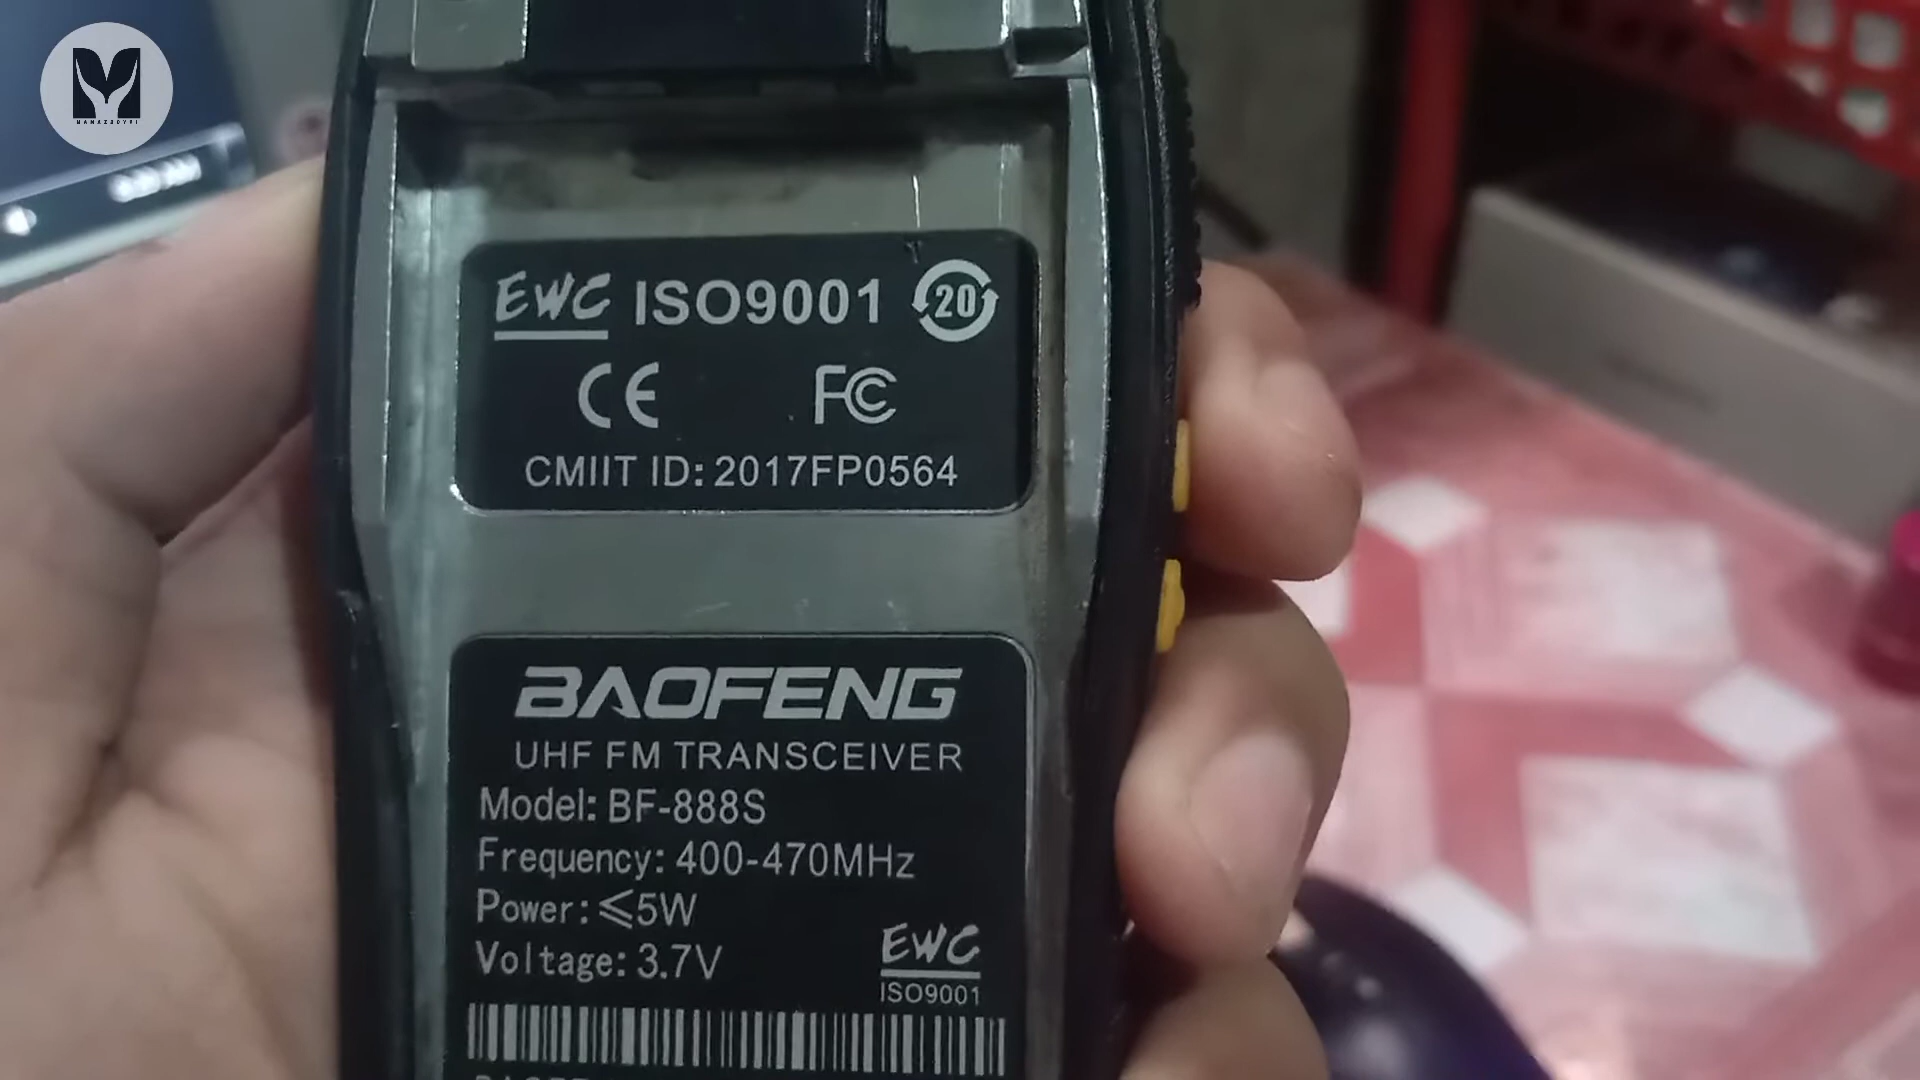 EWC ISO9001 20
CE FC
CMIIT ID: 2017FP0564
BAOFENG
UHF FM TRANSCEIVER
Model: BF-888S
Frequency: 400-470MHz
Power: ≤5W
Voltage: 3.7V
EWC
ISO9001